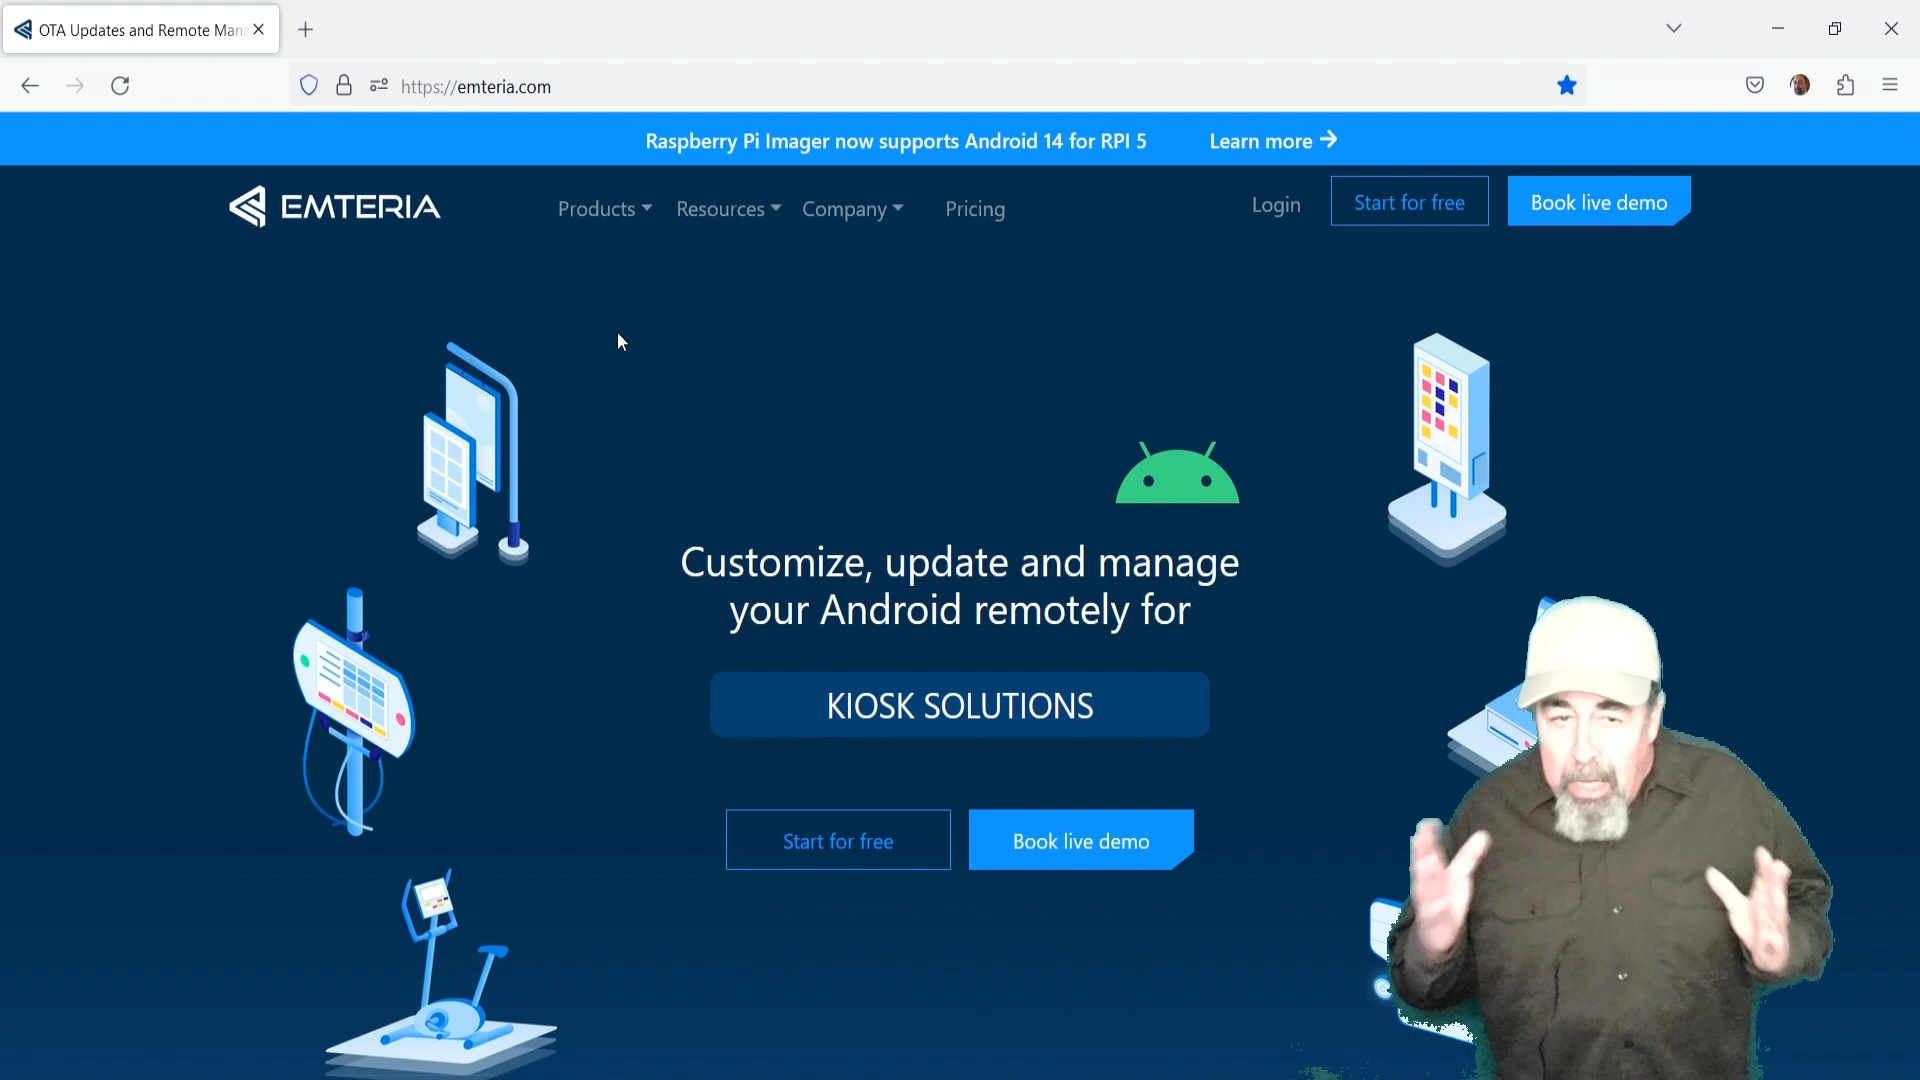 OTA Updates and Remote Mana
https://emteria.com
Raspberry Pi Imager now supports Android 14 for RPI 5 Learn more →
EMTERIA Products Resources Company Pricing Login Start for free Book live demo
Customize, update and manage
your Android remotely for
KIOSK SOLUTIONS
Start for free Book live demo